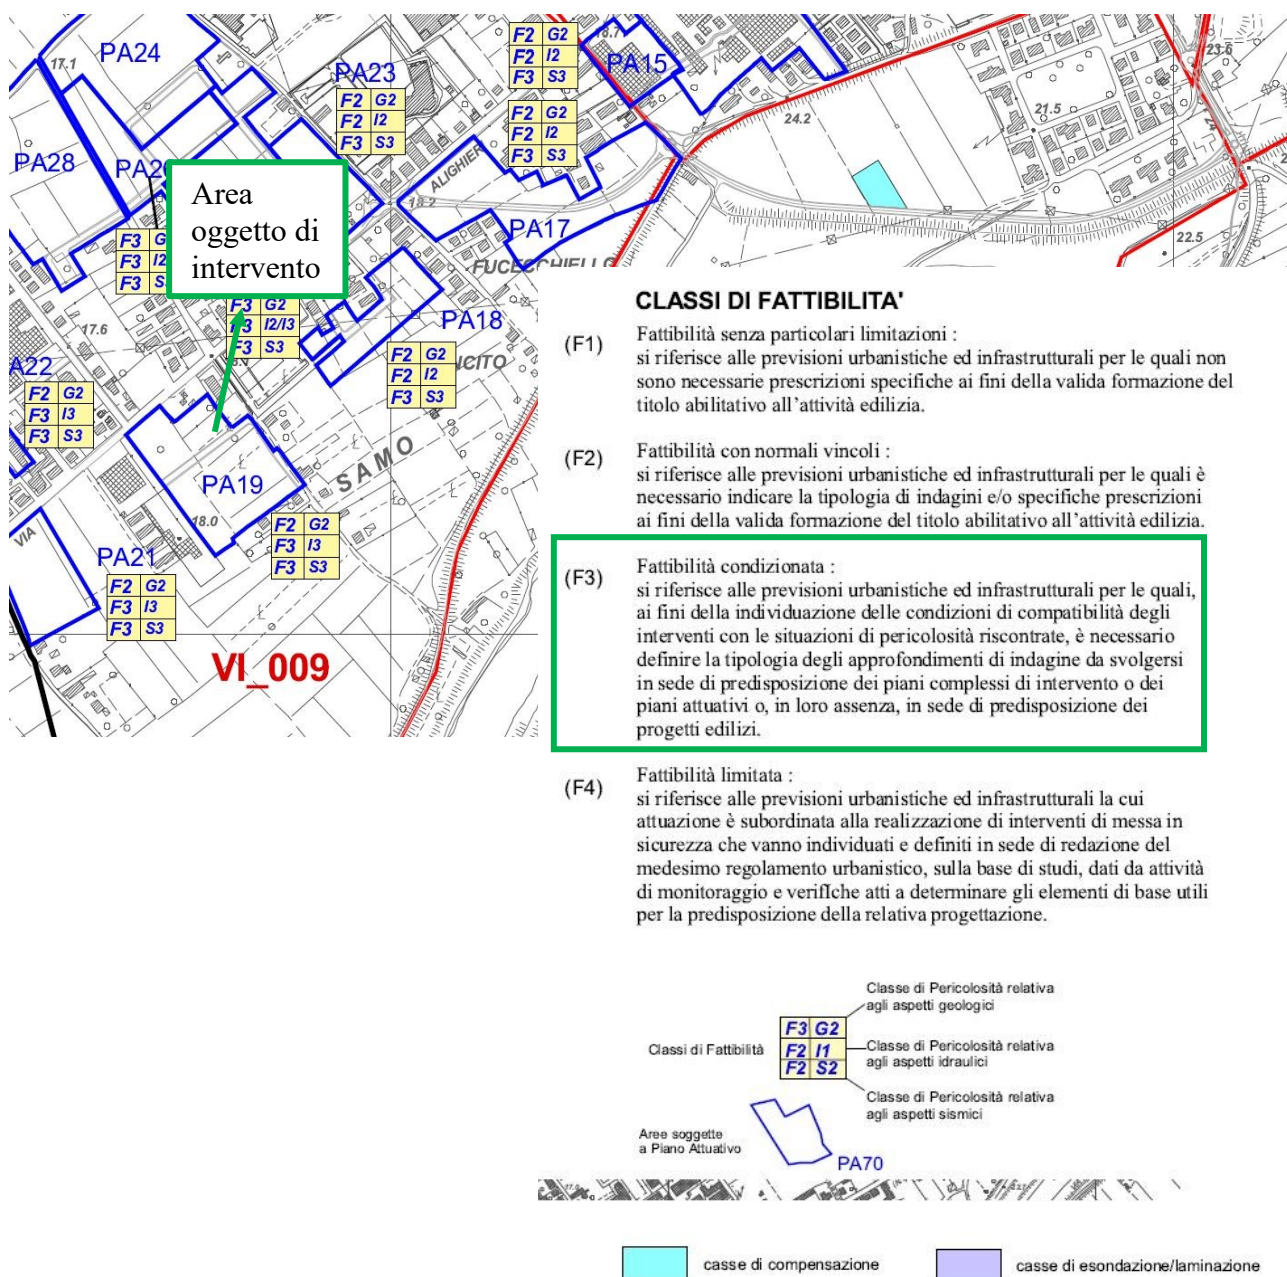 PA24
17.1
PA23
F2 G2
F2 I2
F3 S3
F2 G2
I2
F3 S3
18.7
PA15
F2 G2
F2 I2
F3 S3
24.2
21.5
23.6
24
22.5
PA28
Area
oggetto di
intervento
ALIGHIER
18.2
PA17
FUCECCHIELLO
F3
F3 I2
F3
17.6
F3 G2
I2/I3
F3 S3
PA18
F2 G2
F2 I2
F3 S3
A22
F2 G2
F3 I3
F3 S3
SAMO
PA19
18.0
VIA
F2 G2
F3 I3
F3 S3
PA21
F2 G2
F3 I3
F3 S3
VI_009
CLASSI DI FATTIBILITA'
(F1)
Fattibilità senza particolari limitazioni :
si riferisce alle previsioni urbanistiche ed infrastrutturali per le quali non
sono necessarie prescrizioni specifiche ai fini della valida formazione del
titolo abilitativo all'attività edilizia.
(F2)
Fattibilità con normali vincoli :
si riferisce alle previsioni urbanistiche ed infrastrutturali per le quali è
necessario indicare la tipologia di indagini e/o specifiche prescrizioni
ai fini della valida formazione del titolo abilitativo all'attività edilizia.
(F3)
Fattibilità condizionata :
si riferisce alle previsioni urbanistiche ed infrastrutturali per le quali,
ai fini della individuazione delle condizioni di compatibilità degli
interventi con le situazioni di pericolosità riscontrate, è necessario
definire la tipologia degli approfondimenti di indagine da svolgersi
in sede di predisposizione dei piani complessi di intervento o dei
piani attuativi o, in loro assenza, in sede di predisposizione dei
progetti edilizi.
(F4)
Fattibilità limitata :
si riferisce alle previsioni urbanistiche ed infrastrutturali la cui
attuazione è subordinata alla realizzazione di interventi di messa in
sicurezza che vanno individuati e definiti in sede di redazione del
medesimo regolamento urbanistico, sulla base di studi, dati da attività
di monitoraggio e verifIche atti a determinare gli elementi di base utili
per la predisposizione della relativa progettazione.
Classe di Pericolosità relativa
agli aspetti geologici
Classi di Fattibilità
F3 G2
F2 I1
F2 S2
Classe di Pericolosità relativa
agli aspetti idraulici
Classe di Pericolosità relativa
agli aspetti sismici
Aree soggette
a Piano Attuativo
PA70
casse di compensazione
casse di esondazione/laminazione